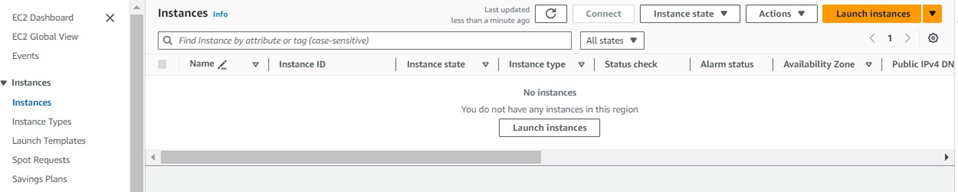 EC2 Dashboard
EC2 Global View
Events
Instances
Instances
Instance Types
Launch Templates
Spot Requests
Savings Plans
Instances Info
Last updated
less than a minute ago
Connect
Instance state
Actions
Launch instances
Find Instance by attribute or tag (case-sensitive)
All states
1
Name
Instance ID
Instance state
Instance type
Status check
Alarm status
Availability Zone
Public IPv4 DN
No instances
You do not have any instances in this region
Launch instances